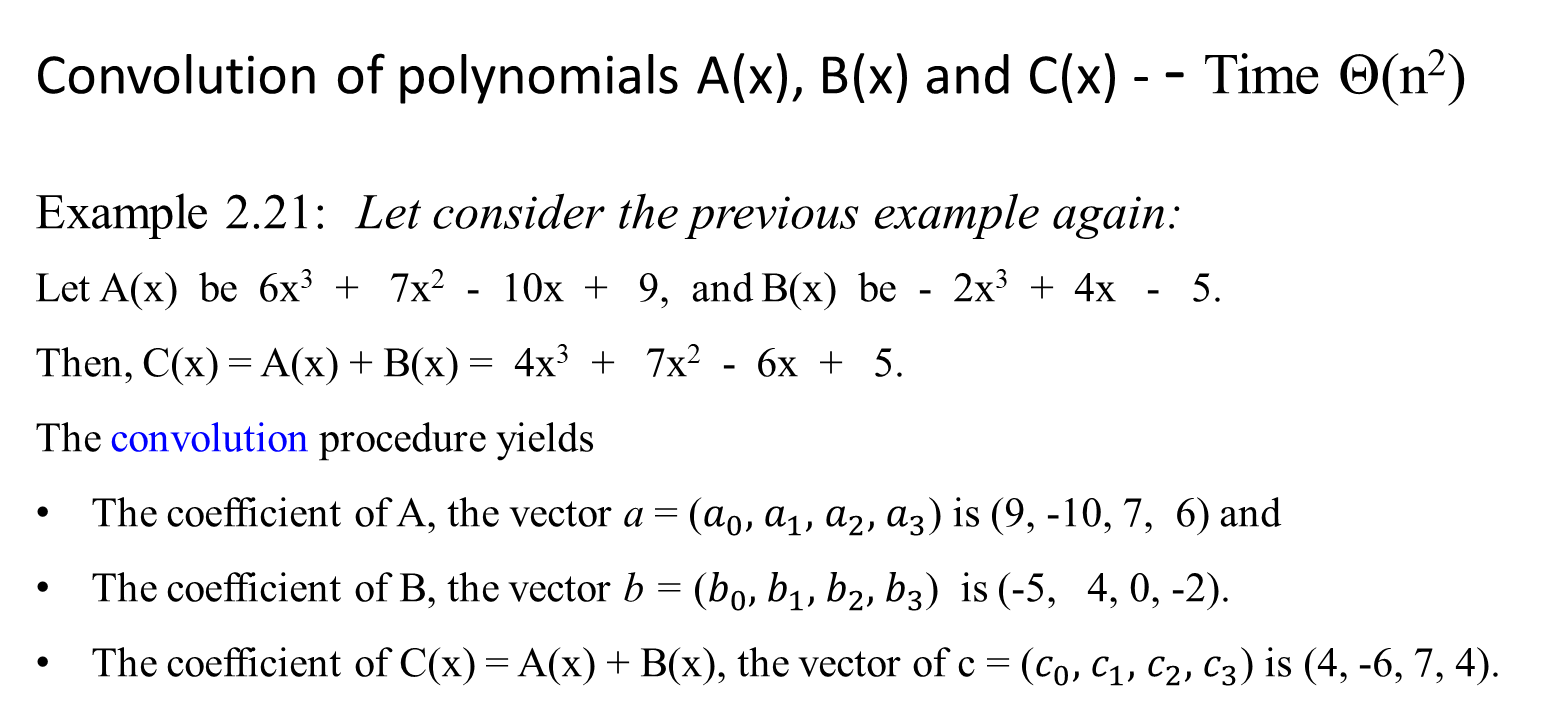 Convolution of polynomials A(x), B(x) and C(x) - - Time Θ(n²)
Example 2.21: Let consider the previous example again:
Let A(x) be 6x³ + 7x² - 10x + 9, and B(x) be - 2x³ + 4x - 5.
Then, C(x) = A(x) + B(x) = 4x³ + 7x² - 6x + 5.
The convolution procedure yields
• The coefficient of A, the vector a = (a₀, a₁, a₂, a₃) is (9, -10, 7, 6) and
• The coefficient of B, the vector b = (b₀, b₁, b₂, b₃) is (-5, 4, 0, -2).
• The coefficient of C(x) = A(x) + B(x), the vector of c = (c₀, c₁, c₂, c₃) is (4, -6, 7, 4).